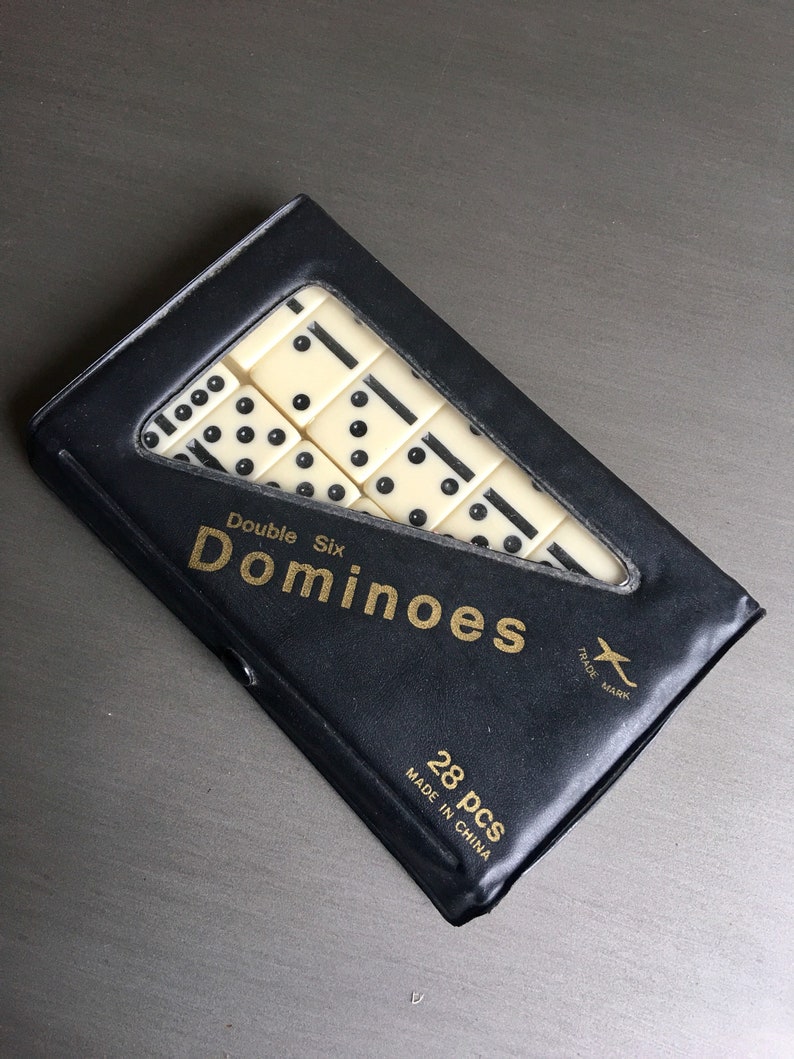 Double Six
Dominoes
TRADE MARK
28 pcs
MADE IN CHINA